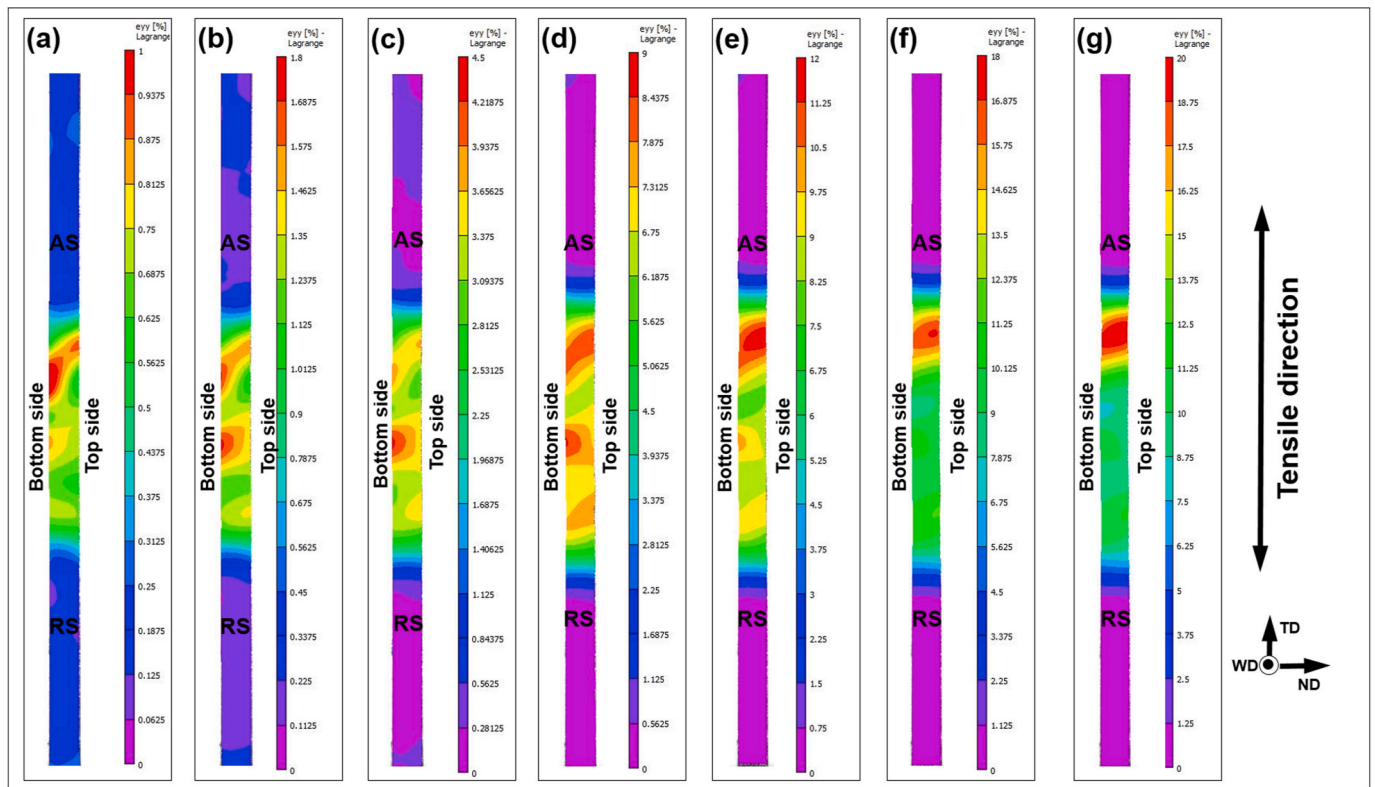 (a)
eyy [%] -
Lagrange
1
0.9375
0.875
0.8125
0.75
0.6875
0.625
0.5625
0.5
0.4375
0.375
0.3125
0.25
0.1875
0.125
0.0625
0
AS
Bottom side
Top side
RS
(b)
eyy [%] -
Lagrange
1.8
1.6875
1.575
1.4625
1.35
1.2375
1.125
1.0125
0.9
0.7875
0.675
0.5625
0.45
0.3375
0.225
0.1125
0
AS
Bottom side
Top side
RS
(c)
eyy [%] -
Lagrange
4.5
4.21875
3.9375
3.65625
3.375
3.09375
2.8125
2.53125
2.25
1.96875
1.6875
1.40625
1.125
0.84375
0.5625
0.28125
0
AS
Bottom side
Top side
RS
(d)
eyy [%] -
Lagrange
9
8.4375
7.875
7.3125
6.75
6.1875
5.625
5.0625
4.5
3.9375
3.375
2.8125
2.25
1.6875
1.125
0.5625
0
AS
Bottom side
Top side
RS
(e)
eyy [%] -
Lagrange
12
11.25
10.5
9.75
9
8.25
7.5
6.75
6
5.25
4.5
3.75
3
2.25
1.5
0.75
0
AS
Bottom side
Top side
RS
(f)
eyy [%] -
Lagrange
18
16.875
15.75
14.625
13.5
12.375
11.25
10.125
9
7.875
6.75
5.625
4.5
3.375
2.25
1.125
0
AS
Bottom side
Top side
RS
(g)
eyy [%] -
Lagrange
20
18.75
17.5
16.25
15
13.75
12.5
11.25
10
8.75
7.5
6.25
5
3.75
2.5
1.25
0
AS
Bottom side
Top side
RS
Tensile direction
TD
WD
ND